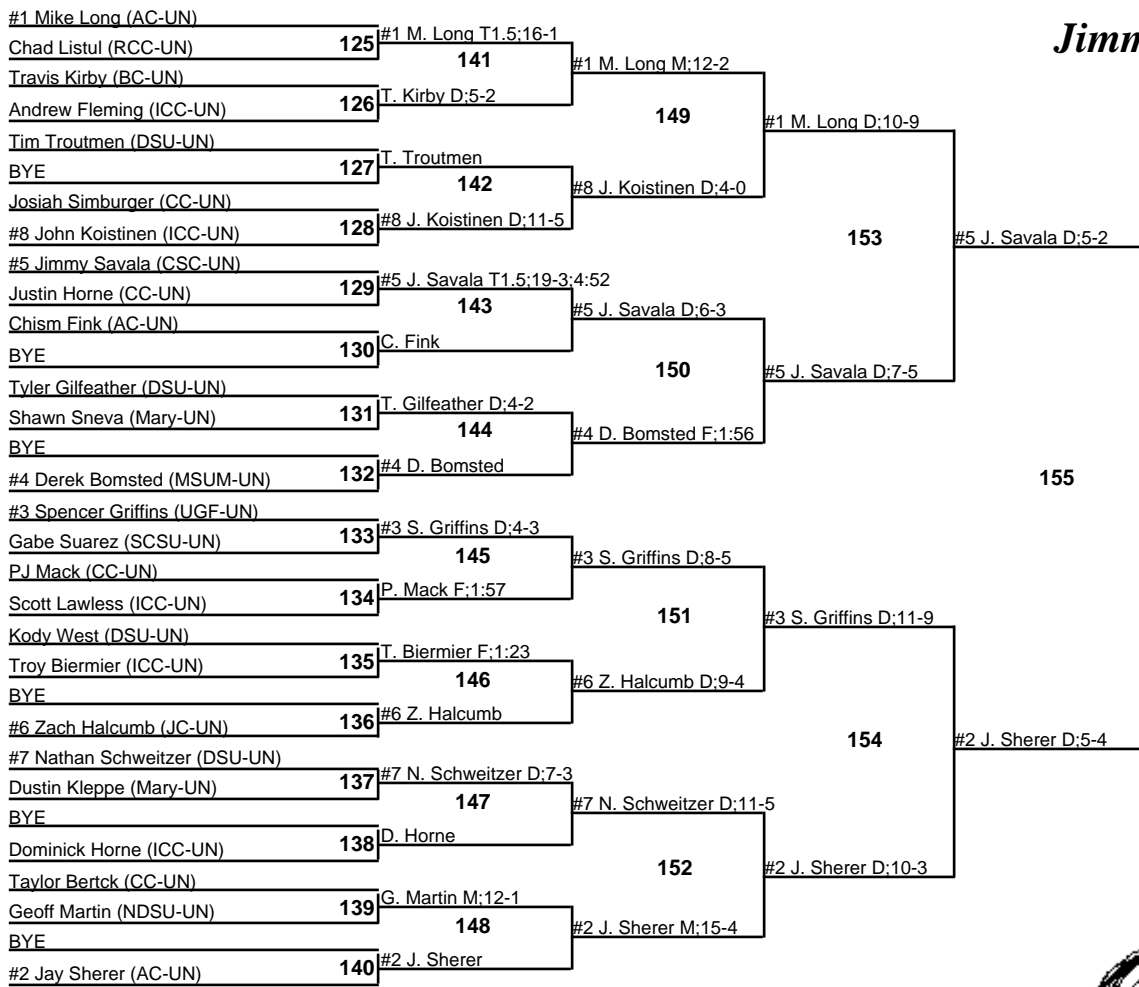 #1 Mike Long (AC-UN)
Chad Listul (RCC-UN)
Travis Kirby (BC-UN)
Andrew Fleming (ICC-UN)
Tim Troutmen (DSU-UN)
BYE
Josiah Simburger (CC-UN)
#8 John Koistinen (ICC-UN)
#5 Jimmy Savala (CSC-UN)
Justin Horne (CC-UN)
Chism Fink (AC-UN)
BYE
Tyler Gilfeather (DSU-UN)
Shawn Sneva (Mary-UN)
BYE
#4 Derek Bomsted (MSUM-UN)
#3 Spencer Griffins (UGF-UN)
Gabe Suarez (SCSU-UN)
PJ Mack (CC-UN)
Scott Lawless (ICC-UN)
Kody West (DSU-UN)
Troy Biermier (ICC-UN)
BYE
#6 Zach Halcumb (JC-UN)
#7 Nathan Schweitzer (DSU-UN)
Dustin Kleppe (Mary-UN)
BYE
Dominick Horne (ICC-UN)
Taylor Bertck (CC-UN)
Geoff Martin (NDSU-UN)
BYE
#2 Jay Sherer (AC-UN)
125
126
127
128
129
130
131
132
133
134
135
136
137
138
139
140
#1 M. Long T1.5;16-1
T. Kirby D;5-2
T. Troutmen
#8 J. Koistinen D;11-5
#5 J. Savala T1.5;19-3;4:52
C. Fink
T. Gilfeather D;4-2
#4 D. Bomsted
#3 S. Griffins D;4-3
P. Mack F;1:57
T. Biermier F;1:23
#6 Z. Halcumb
#7 N. Schweitzer D;7-3
D. Horne
G. Martin M;12-1
#2 J. Sherer
141
142
143
144
145
146
147
148
#1 M. Long M;12-2
#8 J. Koistinen D;4-0
#5 J. Savala D;6-3
#4 D. Bomsted F;1:56
#3 S. Griffins D;8-5
#6 Z. Halcumb D;9-4
#7 N. Schweitzer D;11-5
#2 J. Sherer M;15-4
149
150
151
152
#1 M. Long D;10-9
#5 J. Savala D;7-5
#3 S. Griffins D;11-9
#2 J. Sherer D;10-3
153
154
#5 J. Savala D;5-2
#2 J. Sherer D;5-4
155
Jimm